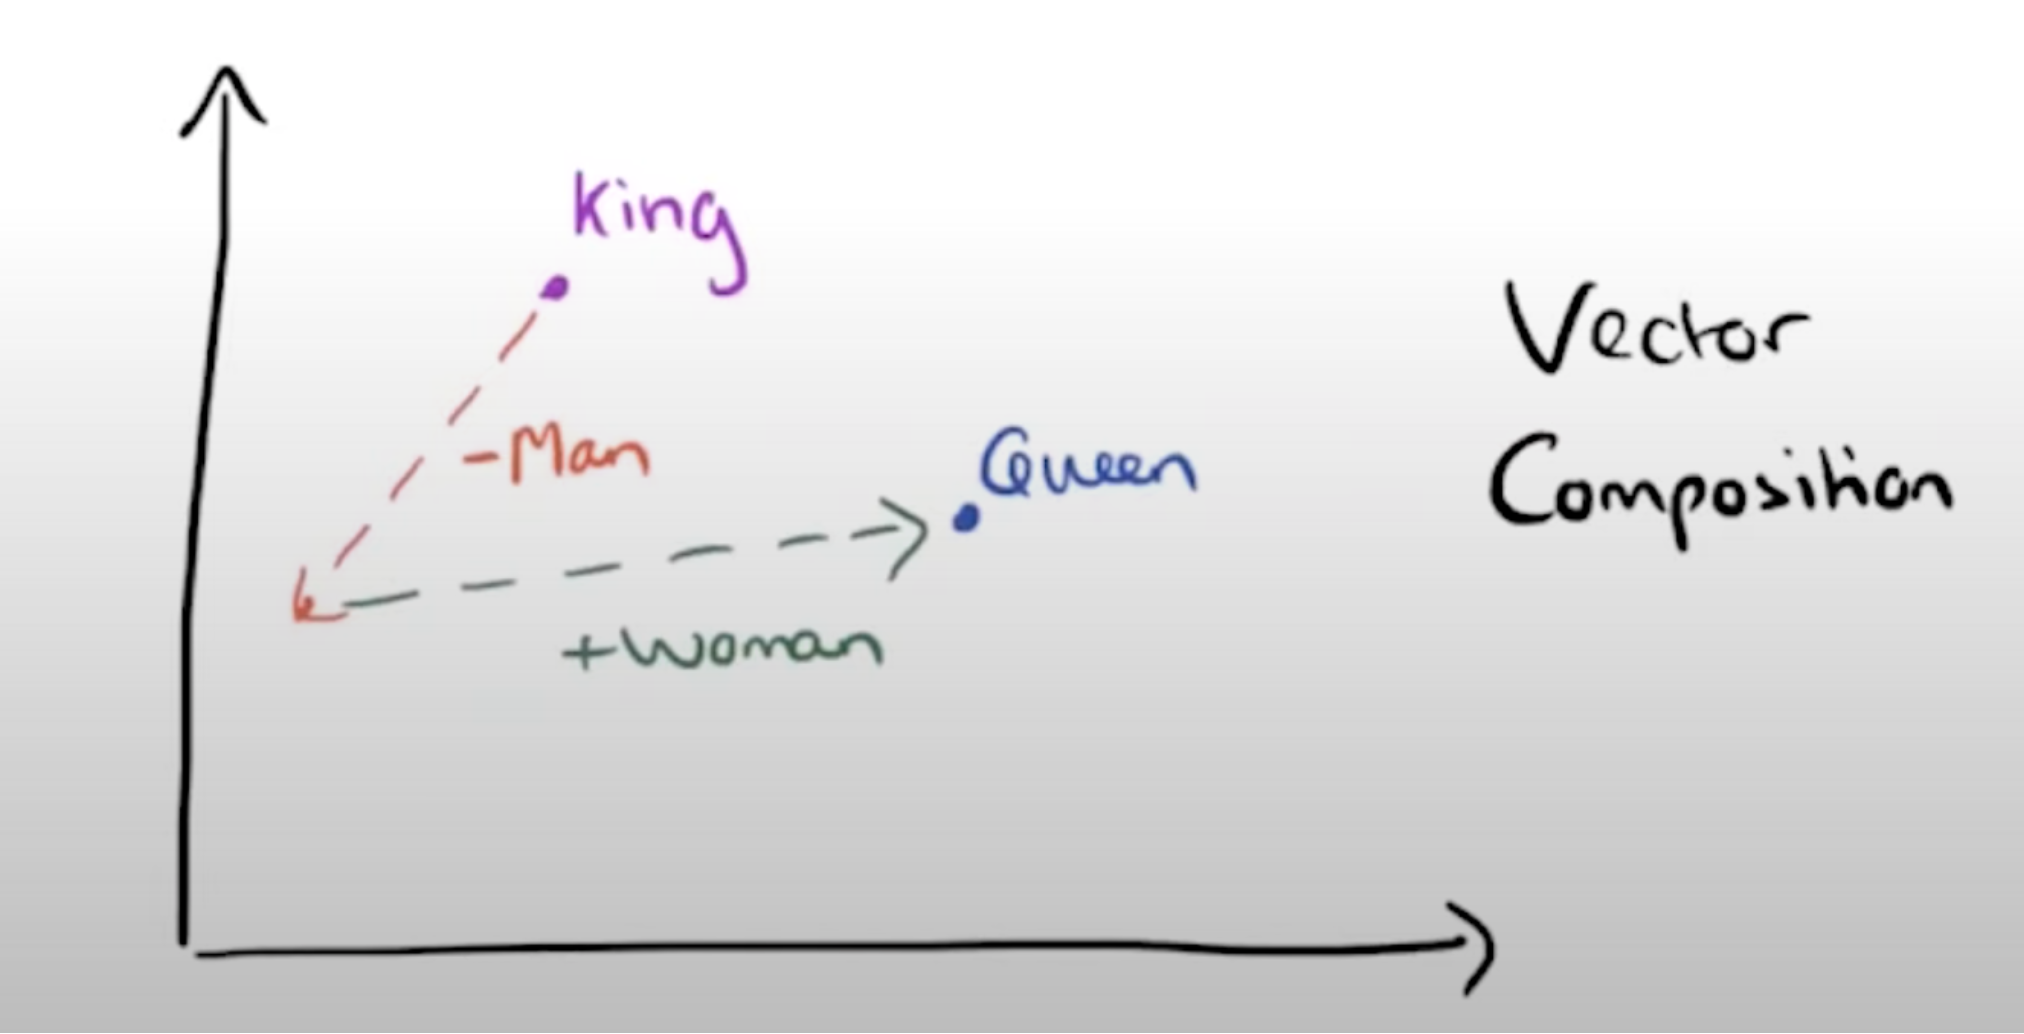 King
Vector
-Man
Queen
Composition
+Woman